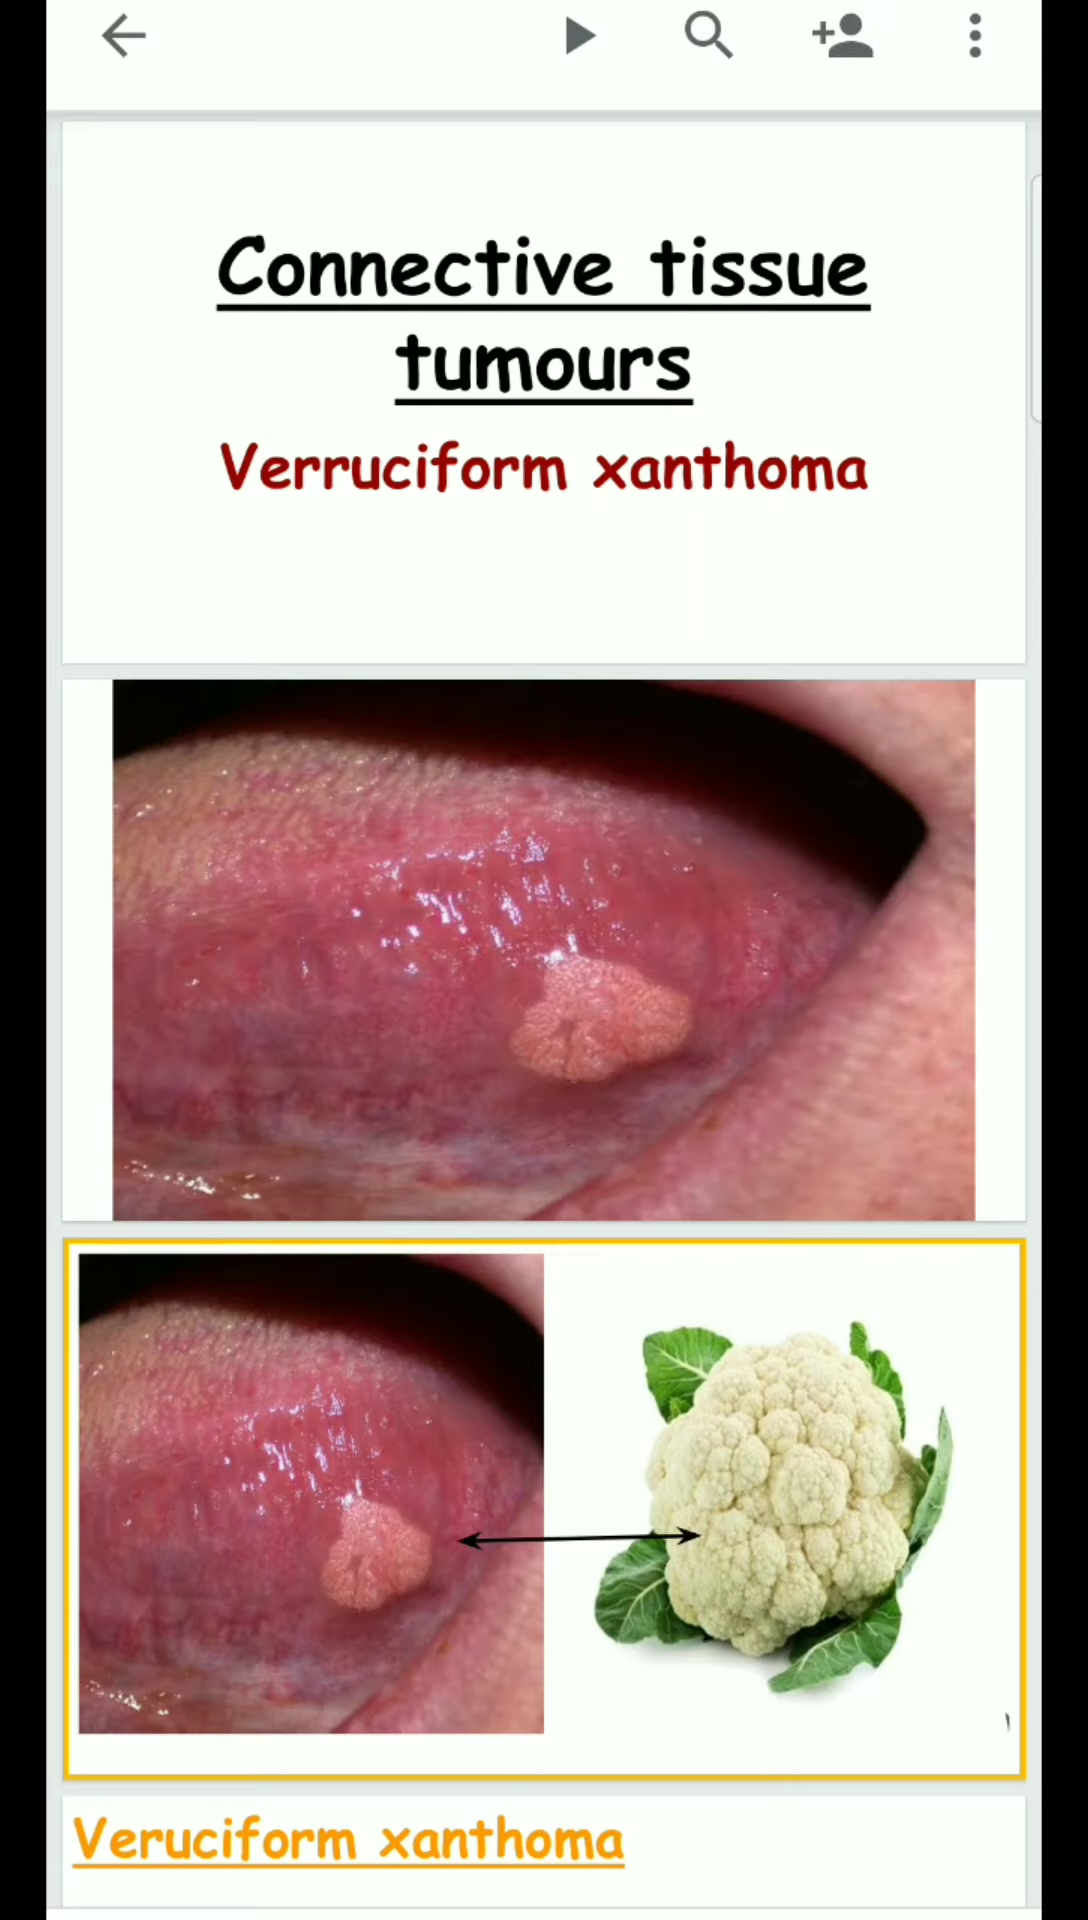 Connective tissue
tumours
Verruciform xanthoma
Veruciform xanthoma